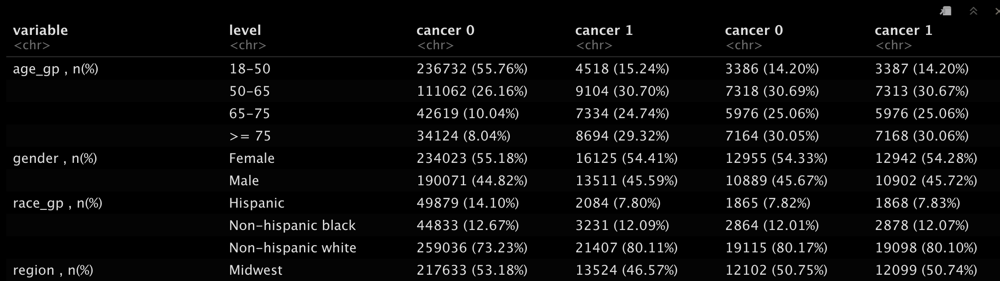 variable level cancer 0 cancer 1 cancer 0 cancer 1
<chr> <chr> <chr> <chr> <chr> <chr>
age_gp , n(%) 18-50 236732 (55.76%) 4518 (15.24%) 3386 (14.20%) 3387 (14.20%)
50-65 111062 (26.16%) 9104 (30.70%) 7318 (30.69%) 7313 (30.67%)
65-75 42619 (10.04%) 7334 (24.74%) 5976 (25.06%) 5976 (25.06%)
>= 75 34124 (8.04%) 8694 (29.32%) 7164 (30.05%) 7168 (30.06%)
gender , n(%) Female 234023 (55.18%) 16125 (54.41%) 12955 (54.33%) 12942 (54.28%)
Male 190071 (44.82%) 13511 (45.59%) 10889 (45.67%) 10902 (45.72%)
race_gp , n(%) Hispanic 49879 (14.10%) 2084 (7.80%) 1865 (7.82%) 1868 (7.83%)
Non-hispanic black 44833 (12.67%) 3231 (12.09%) 2864 (12.01%) 2878 (12.07%)
Non-hispanic white 259036 (73.23%) 21407 (80.11%) 19115 (80.17%) 19098 (80.10%)
region , n(%) Midwest 217633 (53.18%) 13524 (46.57%) 12102 (50.75%) 12099 (50.74%)